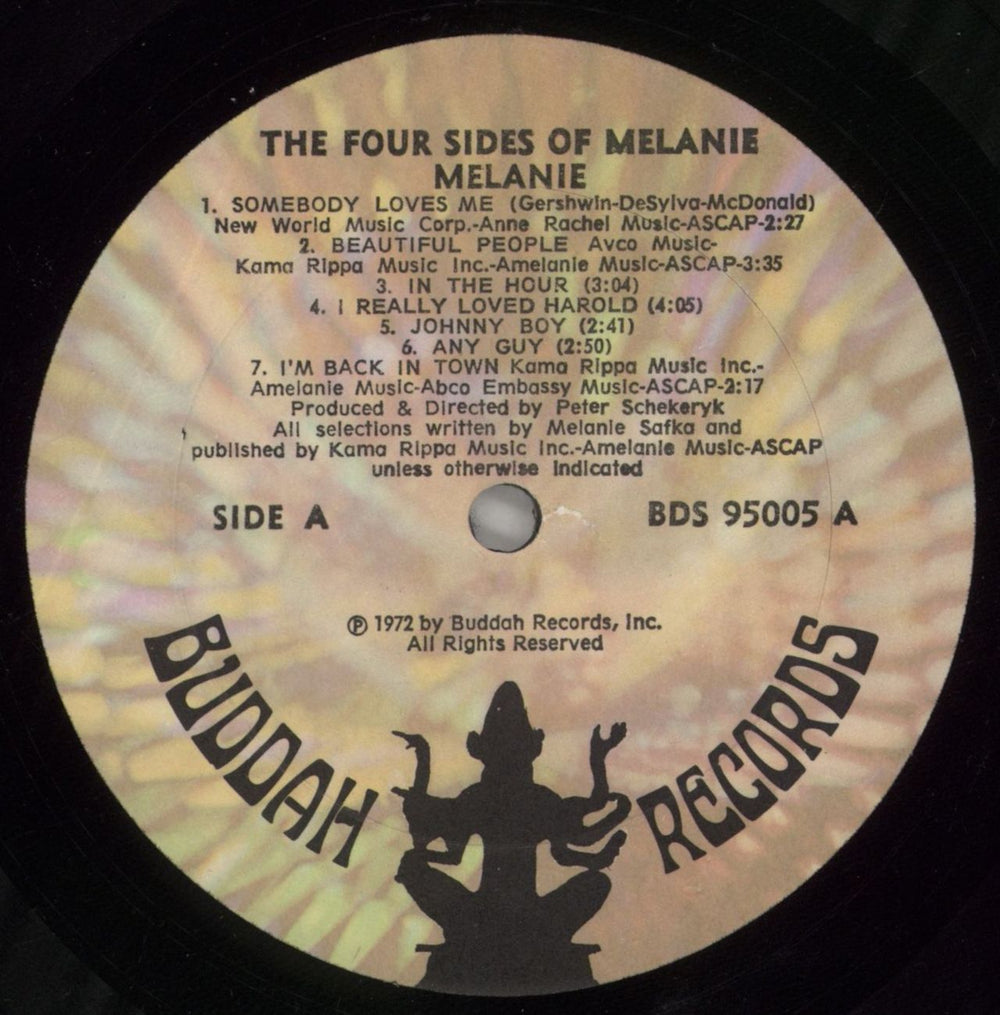 THE FOUR SIDES OF MELANIE
MELANIE
1. SOMEBODY LOVES ME (Gershwin-DeSylva-McDonald)
New World Music Corp.-Anne Rachel Music-ASCAP-2:27
2. BEAUTIFUL PEOPLE Avco Music-
Kama Rippa Music Inc.-Amelanie Music-ASCAP-3:35
3. IN THE HOUR (3:04)
4. I REALLY LOVED HAROLD (4:05)
5. JOHNNY BOY (2:41)
6. ANY GUY (2:50)
7. I'M BACK IN TOWN Kama Rippa Music Inc.-
Amelanie Music-Abco Embassy Music-ASCAP-2:17
Produced & Directed by Peter Schekeryk
All selections written by Melanie Safka and
published by Kama Rippa Music Inc.-Amelanie Music-ASCAP
unless otherwise indicated
SIDE A
BDS 95005 A
℗ 1972 by Buddah Records, Inc.
All Rights Reserved
BUDDAH RECORDS